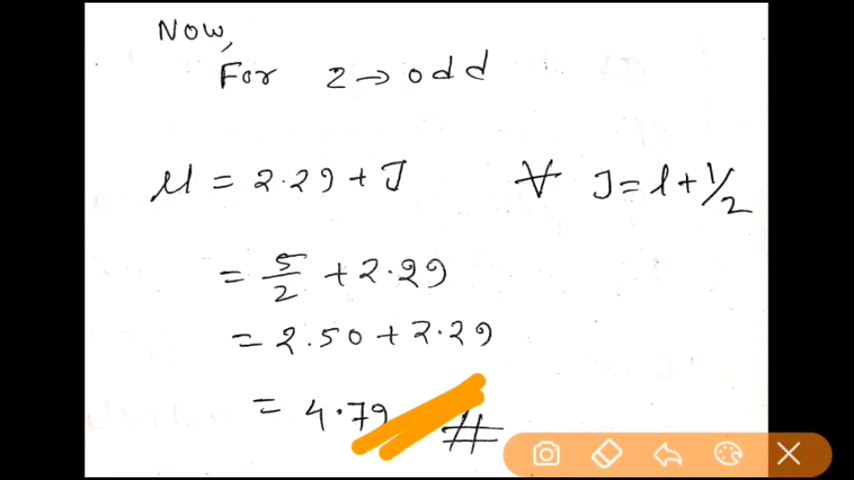 Now,
For Z → odd
μ = 2.29 + J ∀ J = l + 1/2
= 5/2 + 2.29
= 2.50 + 2.29
= 4.79 #